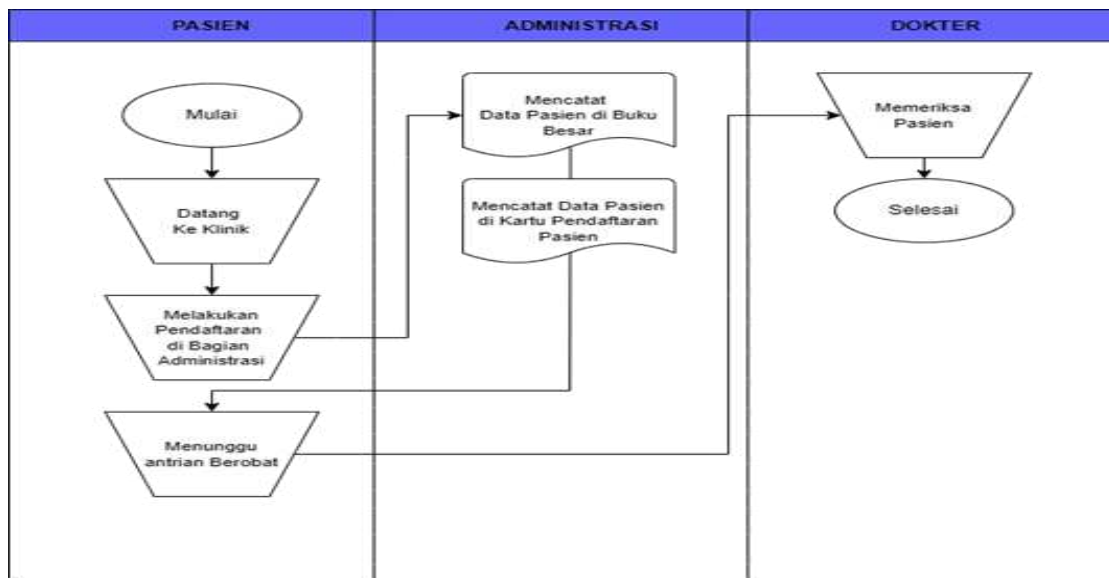 PASIEN
ADMINISTRASI
DOKTER
Mulai
Datang
Ke Klinik
Melakukan
Pendaftaran
di Bagian
Administrasi
Menunggu
antrian Berobat
Mencatat
Data Pasien di Buku
Besar
Mencatat Data Pasien
di Kartu Pendaftaran
Pasien
Memeriksa
Pasien
Selesai